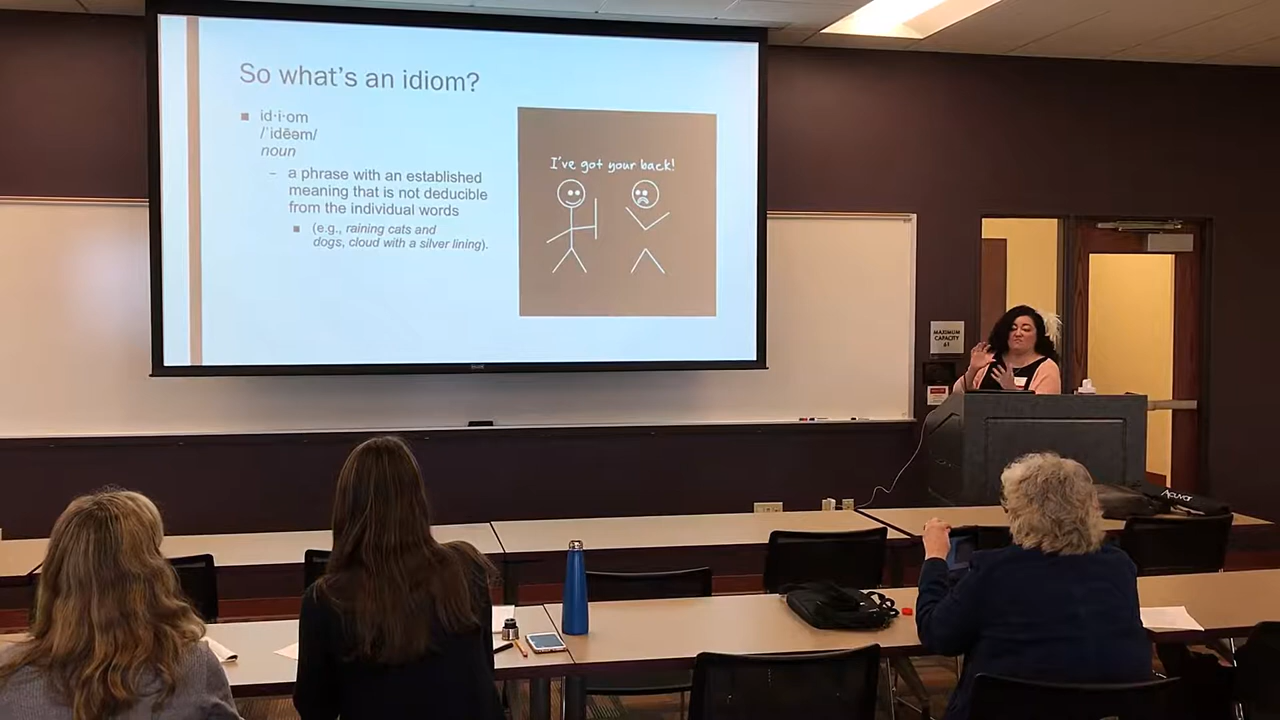 So what's an idiom?
id·i·om
/ˈidēəm/
noun
– a phrase with an established
meaning that is not deducible
from the individual words
(e.g., raining cats and
dogs, cloud with a silver lining).
I've got your back!
MAXIMUM
CAPACITY
61